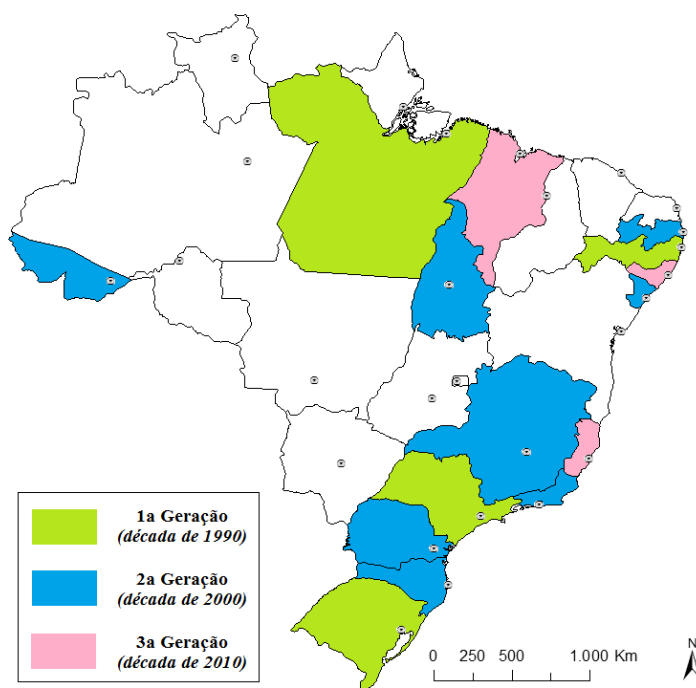 1a Geração
(década de 1990)
2a Geração
(década de 2000)
3a Geração
(década de 2010)
0 250 500 1.000 Km
N